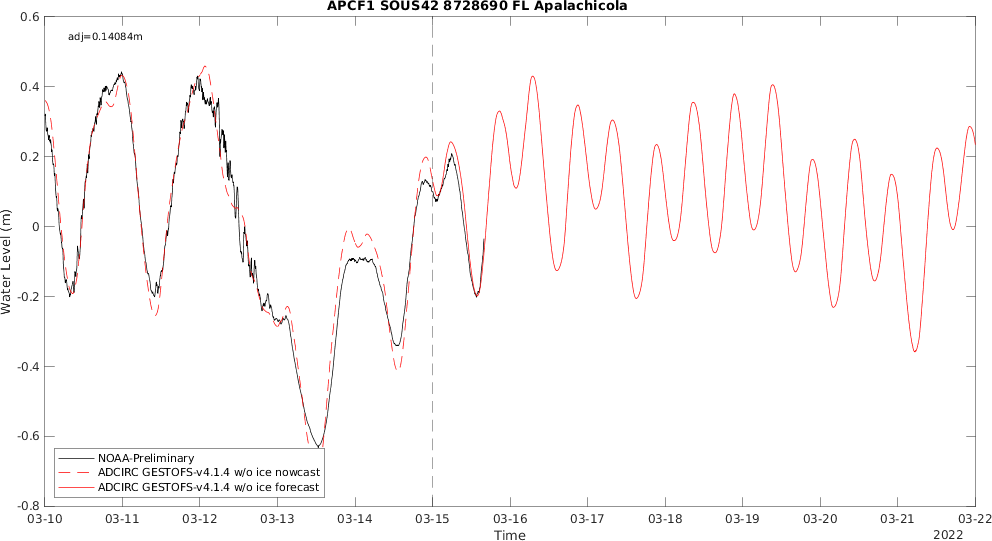 APCF1 SOUS42 8728690 FL Apalachicola
adj=0.14084m
0.6
0.4
0.2
0
-0.2
-0.4
-0.6
-0.8
Water Level (m)
NOAA-Preliminary
ADCIRC GESTOFS-v4.1.4 w/o ice nowcast
ADCIRC GESTOFS-v4.1.4 w/o ice forecast
03-10 03-11 03-12 03-13 03-14 03-15 03-16 03-17 03-18 03-19 03-20 03-21 03-22
Time
2022